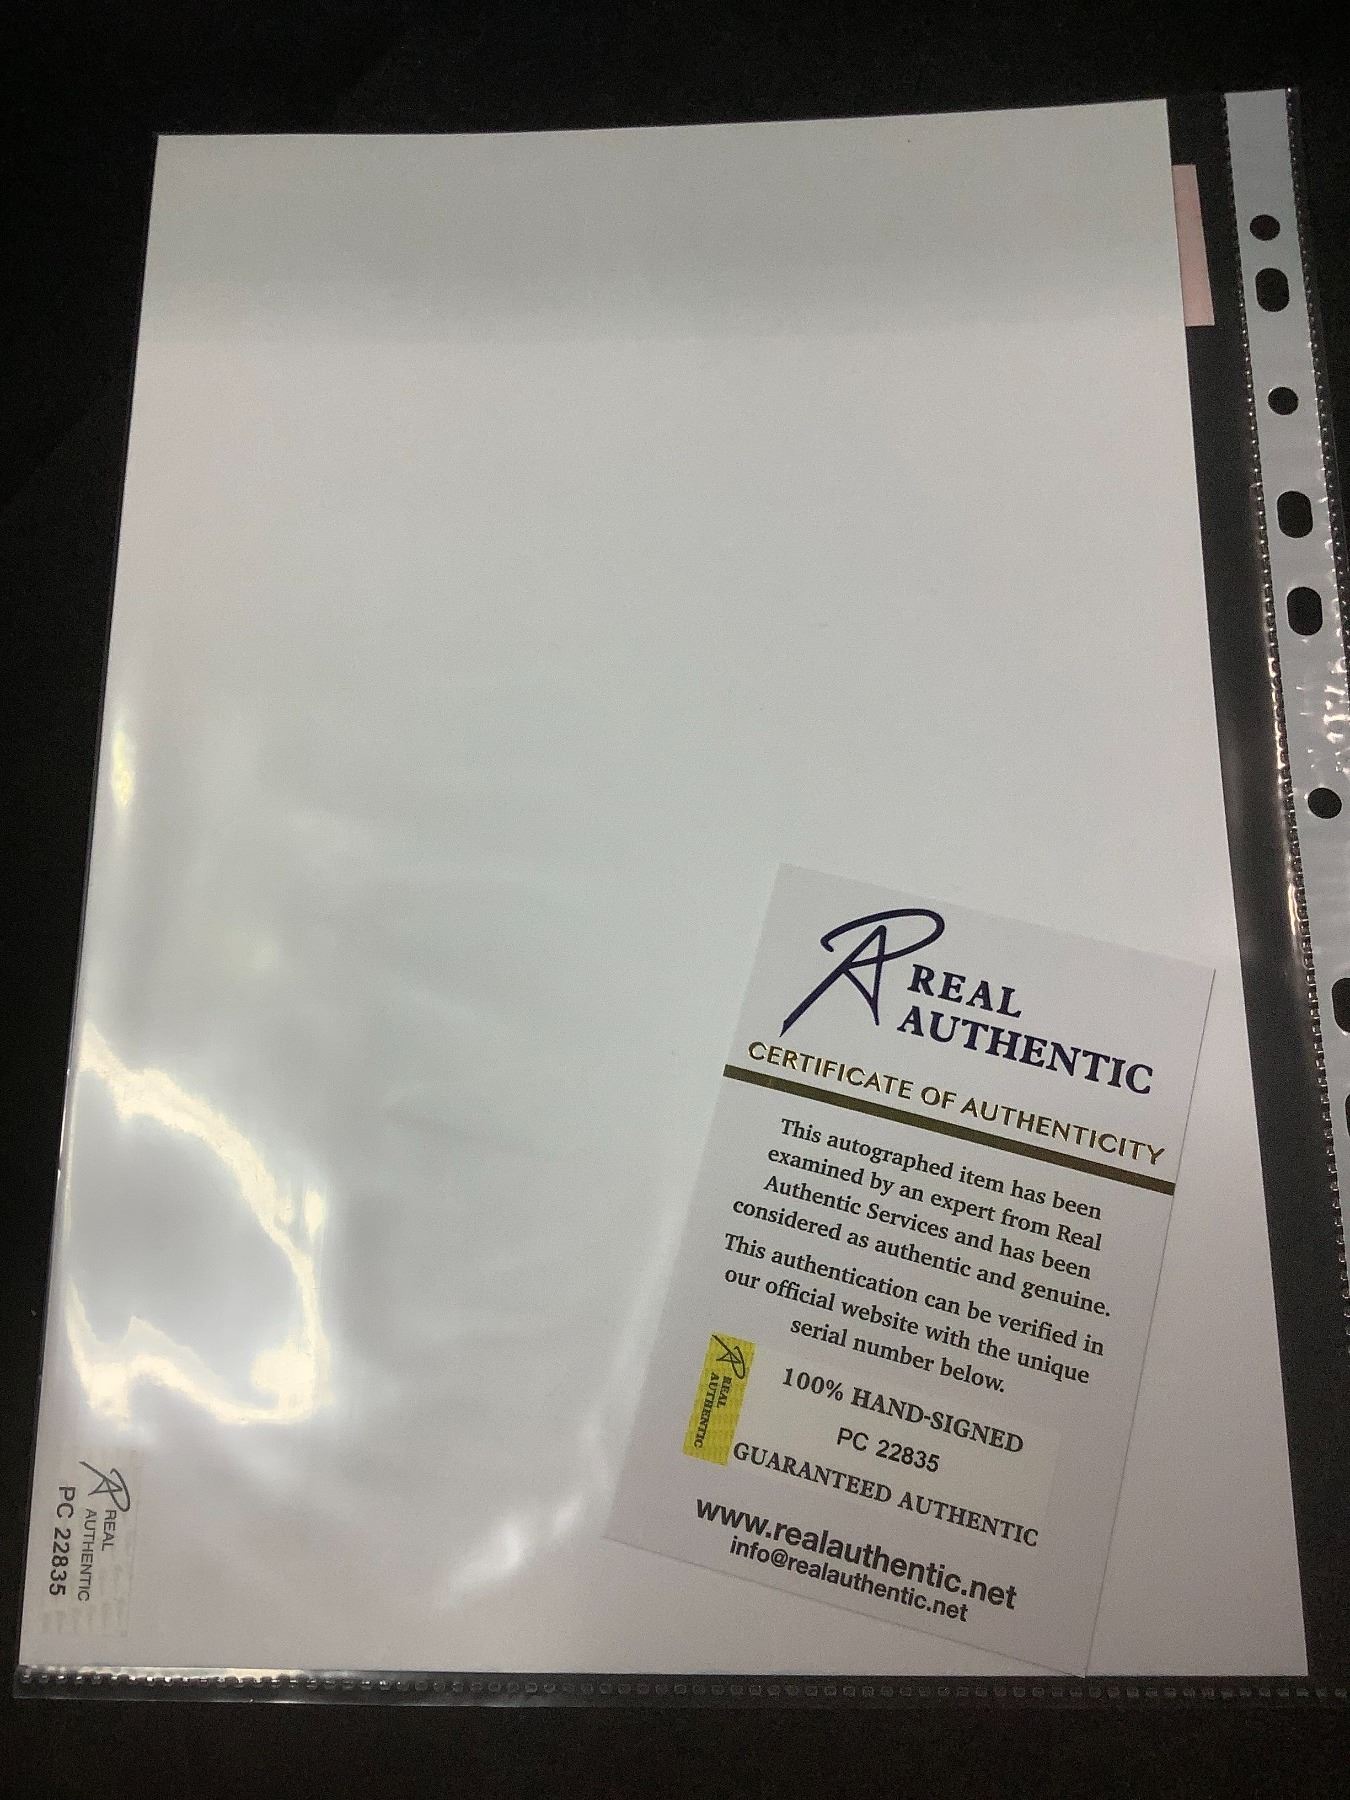 REAL
AUTHENTIC
CERTIFICATE OF AUTHENTICITY
This autographed item has been
examined by an expert from Real
Authentic Services and has been
considered as authentic and genuine.
This authentication can be verified in
our official website with the unique
serial number below.
REAL
AUTHENTIC
100% HAND-SIGNED
PC 22835
GUARANTEED AUTHENTIC
www.realauthentic.net
info@realauthentic.net
REAL
AUTHENTIC
PC 22835